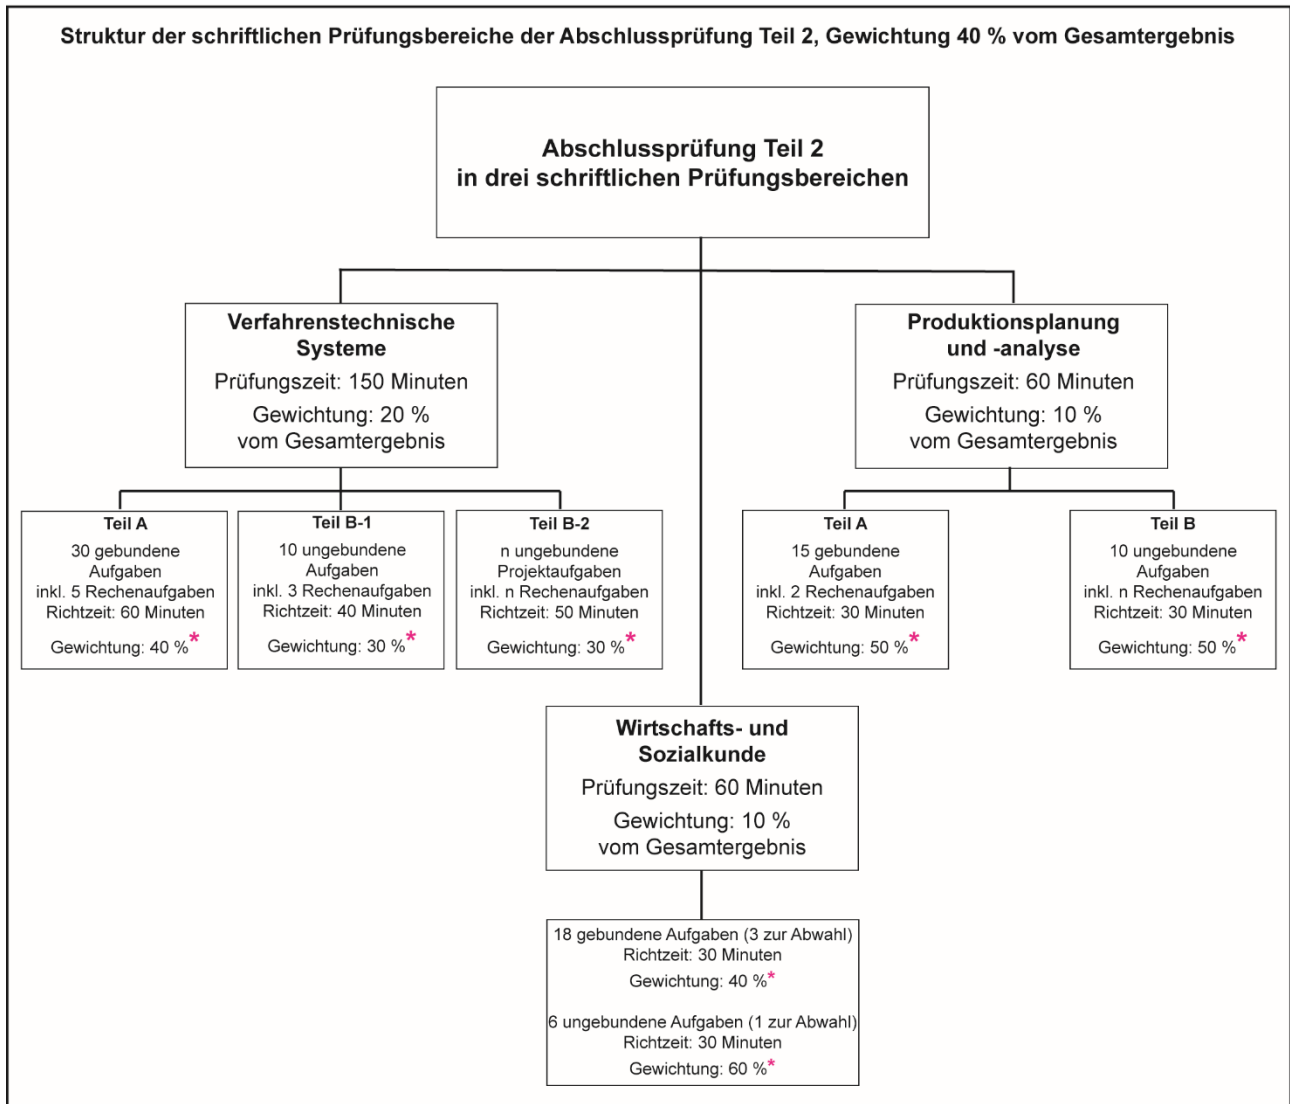 Struktur der schriftlichen Prüfungsbereiche der Abschlussprüfung Teil 2, Gewichtung 40 % vom Gesamtergebnis
Abschlussprüfung Teil 2
in drei schriftlichen Prüfungsbereichen
Verfahrenstechnische
Systeme
Prüfungszeit: 150 Minuten
Gewichtung: 20 %
vom Gesamtergebnis
Produktionsplanung
und -analyse
Prüfungszeit: 60 Minuten
Gewichtung: 10 %
vom Gesamtergebnis
Teil A
30 gebundene
Aufgaben
inkl. 5 Rechenaufgaben
Richtzeit: 60 Minuten
Gewichtung: 40 %*
Teil B-1
10 ungebundene
Aufgaben
inkl. 3 Rechenaufgaben
Richtzeit: 40 Minuten
Gewichtung: 30 %*
Teil B-2
n ungebundene
Projektaufgaben
inkl. n Rechenaufgaben
Richtzeit: 50 Minuten
Gewichtung: 30 %*
Teil A
15 gebundene
Aufgaben
inkl. 2 Rechenaufgaben
Richtzeit: 30 Minuten
Gewichtung: 50 %*
Teil B
10 ungebundene
Aufgaben
inkl. n Rechenaufgaben
Richtzeit: 30 Minuten
Gewichtung: 50 %*
Wirtschafts- und
Sozialkunde
Prüfungszeit: 60 Minuten
Gewichtung: 10 %
vom Gesamtergebnis
18 gebundene Aufgaben (3 zur Abwahl)
Richtzeit: 30 Minuten
Gewichtung: 40 %*
6 ungebundene Aufgaben (1 zur Abwahl)
Richtzeit: 30 Minuten
Gewichtung: 60 %*